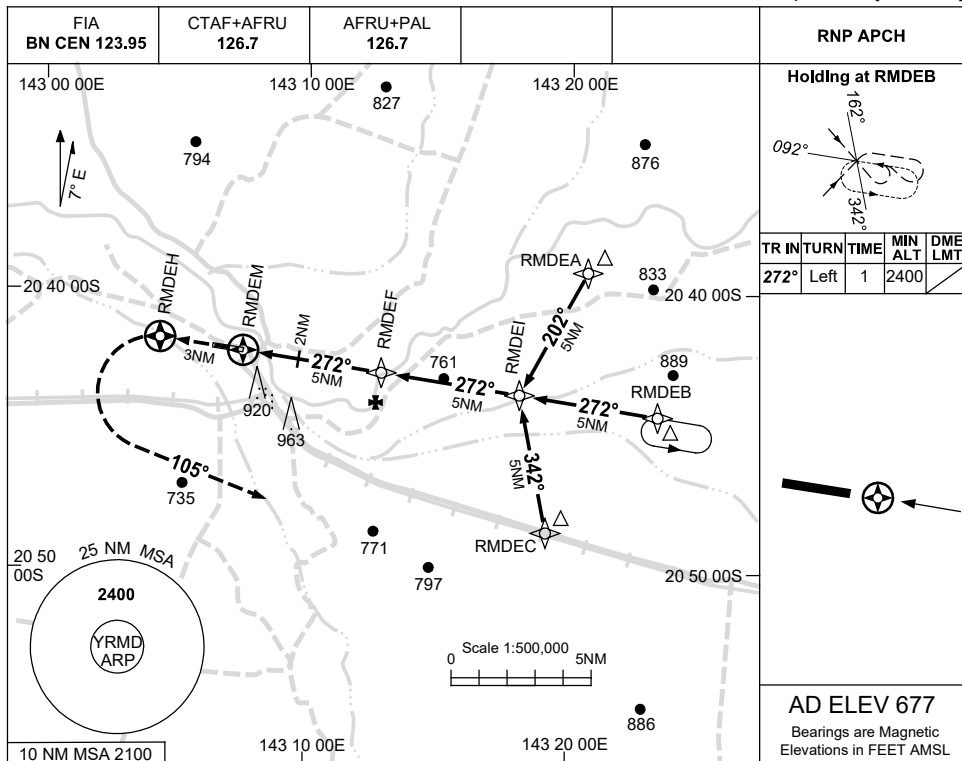 FIA
BN CEN 123.95
CTAF+AFRU
126.7
AFRU+PAL
126.7
RNP APCH
143 00 00E
143 10 00E
143 20 00E
Holding at RMDEB
162°
092°
342°
TR IN TURN TIME MIN ALT DME LMT
272° Left 1 2400
827
794
876
7° E
RMDEH
RMDEM
RMDEF
RMDEI
RMDEA
833
20 40 00S
20 40 00S
202°
5NM
2NM
3NM
272°
5NM
761
272°
5NM
889
RMDEB
272°
5NM
920
963
342°
5NM
105°
735
RMDEC
771
797
20 50 00S
20 50 00S
25 NM MSA
2400
YRMD
ARP
Scale 1:500,000
0 5NM
886
AD ELEV 677
Bearings are Magnetic
Elevations in FEET AMSL
10 NM MSA 2100
143 10 00E
143 20 00E